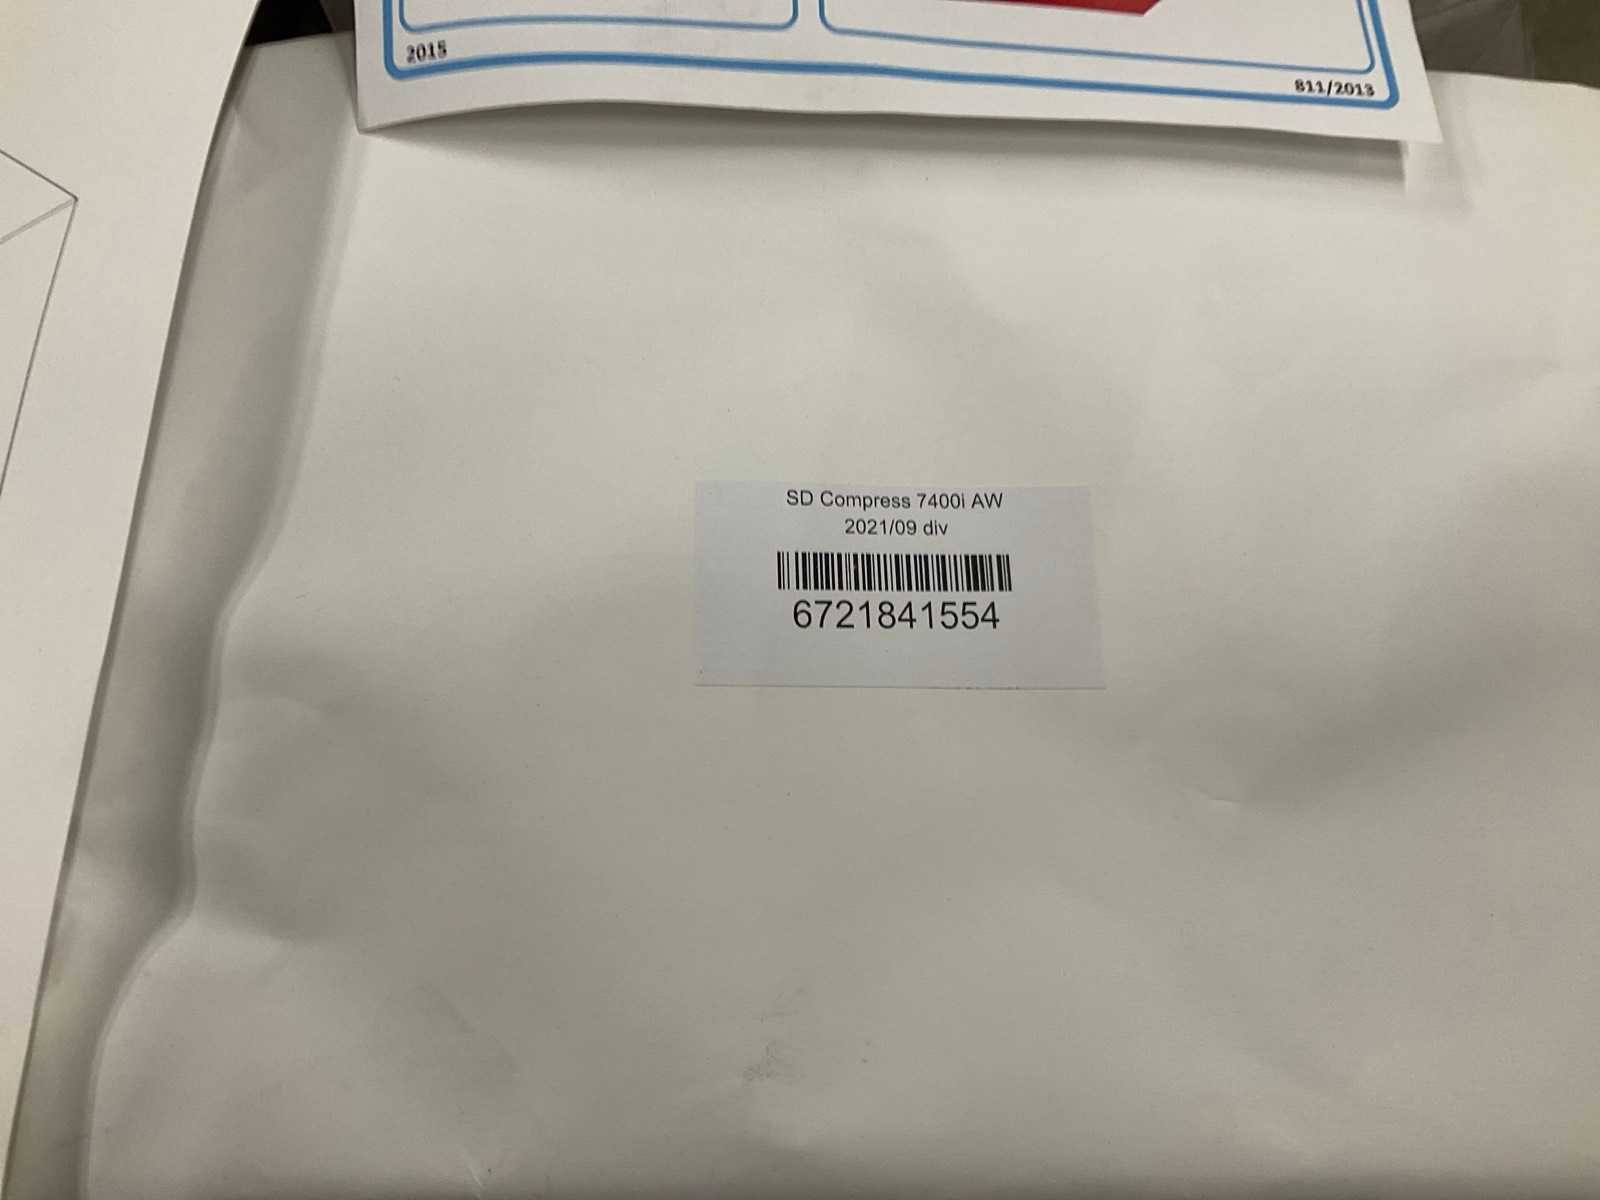 2015
811/2013
SD Compress 7400i AW
2021/09 div
6721841554